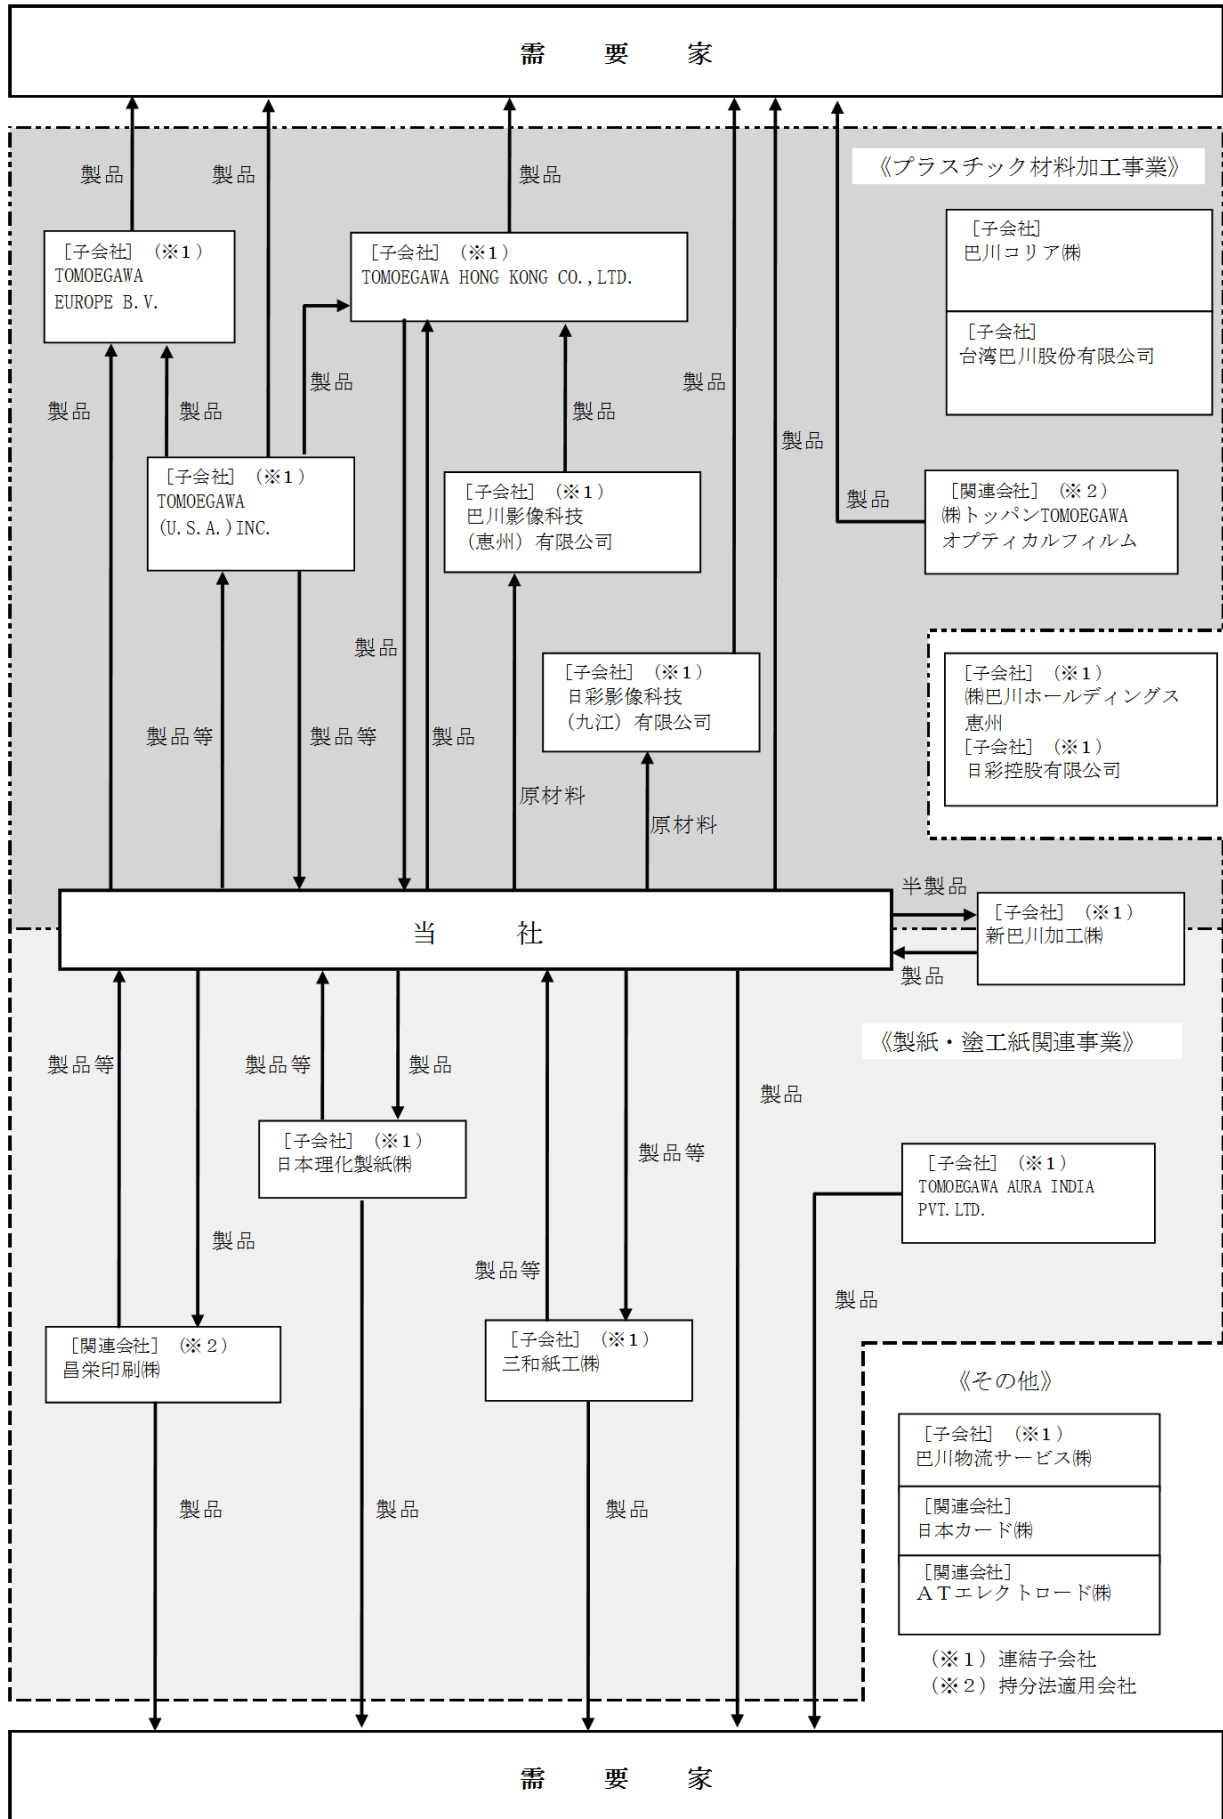 需 要 家
《プラスチック材料加工事業》
製品
製品
製品
[子会社] (※1)
TOMOEGAWA
EUROPE B.V.
[子会社] (※1)
TOMOEGAWA HONG KONG CO.,LTD.
[子会社]
巴川コリア㈱
[子会社]
台湾巴川股份有限公司
製品
製品
製品
製品
製品
[子会社] (※1)
TOMOEGAWA
(U.S.A.)INC.
[子会社] (※1)
巴川影像科技
(恵州) 有限公司
製品
[関連会社] (※2)
㈱トッパンTOMOEGAWA
オプティカルフィルム
製品等
製品等
製品
製品
[子会社] (※1)
日彩影像科技
(九江) 有限公司
[子会社] (※1)
㈱巴川ホールディングス
恵州
[子会社] (※1)
日彩控股有限公司
原材料
原材料
当 社
半製品
製品
[子会社] (※1)
新巴川加工㈱
《製紙・塗工紙関連事業》
製品等
製品等
製品
製品
[子会社] (※1)
日本理化製紙㈱
製品等
[子会社] (※1)
TOMOEGAWA AURA INDIA
PVT.LTD.
製品
製品等
製品
[関連会社] (※2)
昌栄印刷㈱
[子会社] (※1)
三和紙工㈱
《その他》
[子会社] (※1)
巴川物流サービス㈱
[関連会社]
日本カード㈱
[関連会社]
ATエレクトロード㈱
製品
製品
製品
(※1) 連結子会社
(※2) 持分法適用会社
需 要 家